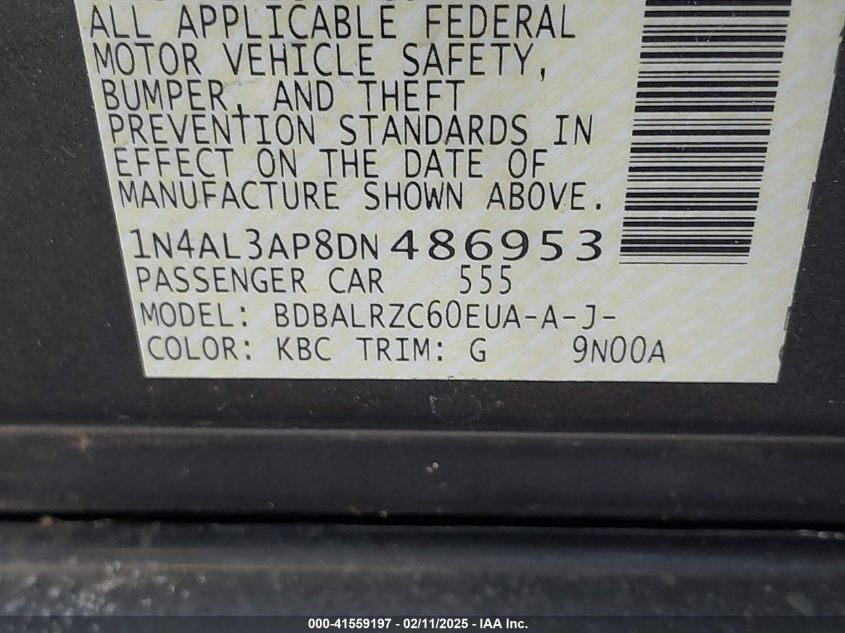 ALL APPLICABLE FEDERAL
MOTOR VEHICLE SAFETY,
BUMPER, AND THEFT
PREVENTION STANDARDS IN
EFFECT ON THE DATE OF
MANUFACTURE SHOWN ABOVE.
1N4AL3AP8DN486953
PASSENGER CAR 555
MODEL: BDBALRZC60EUA-A-J-
COLOR: KBC TRIM: G 9N00A
000-41559197 - 02/11/2025 - IAA Inc.